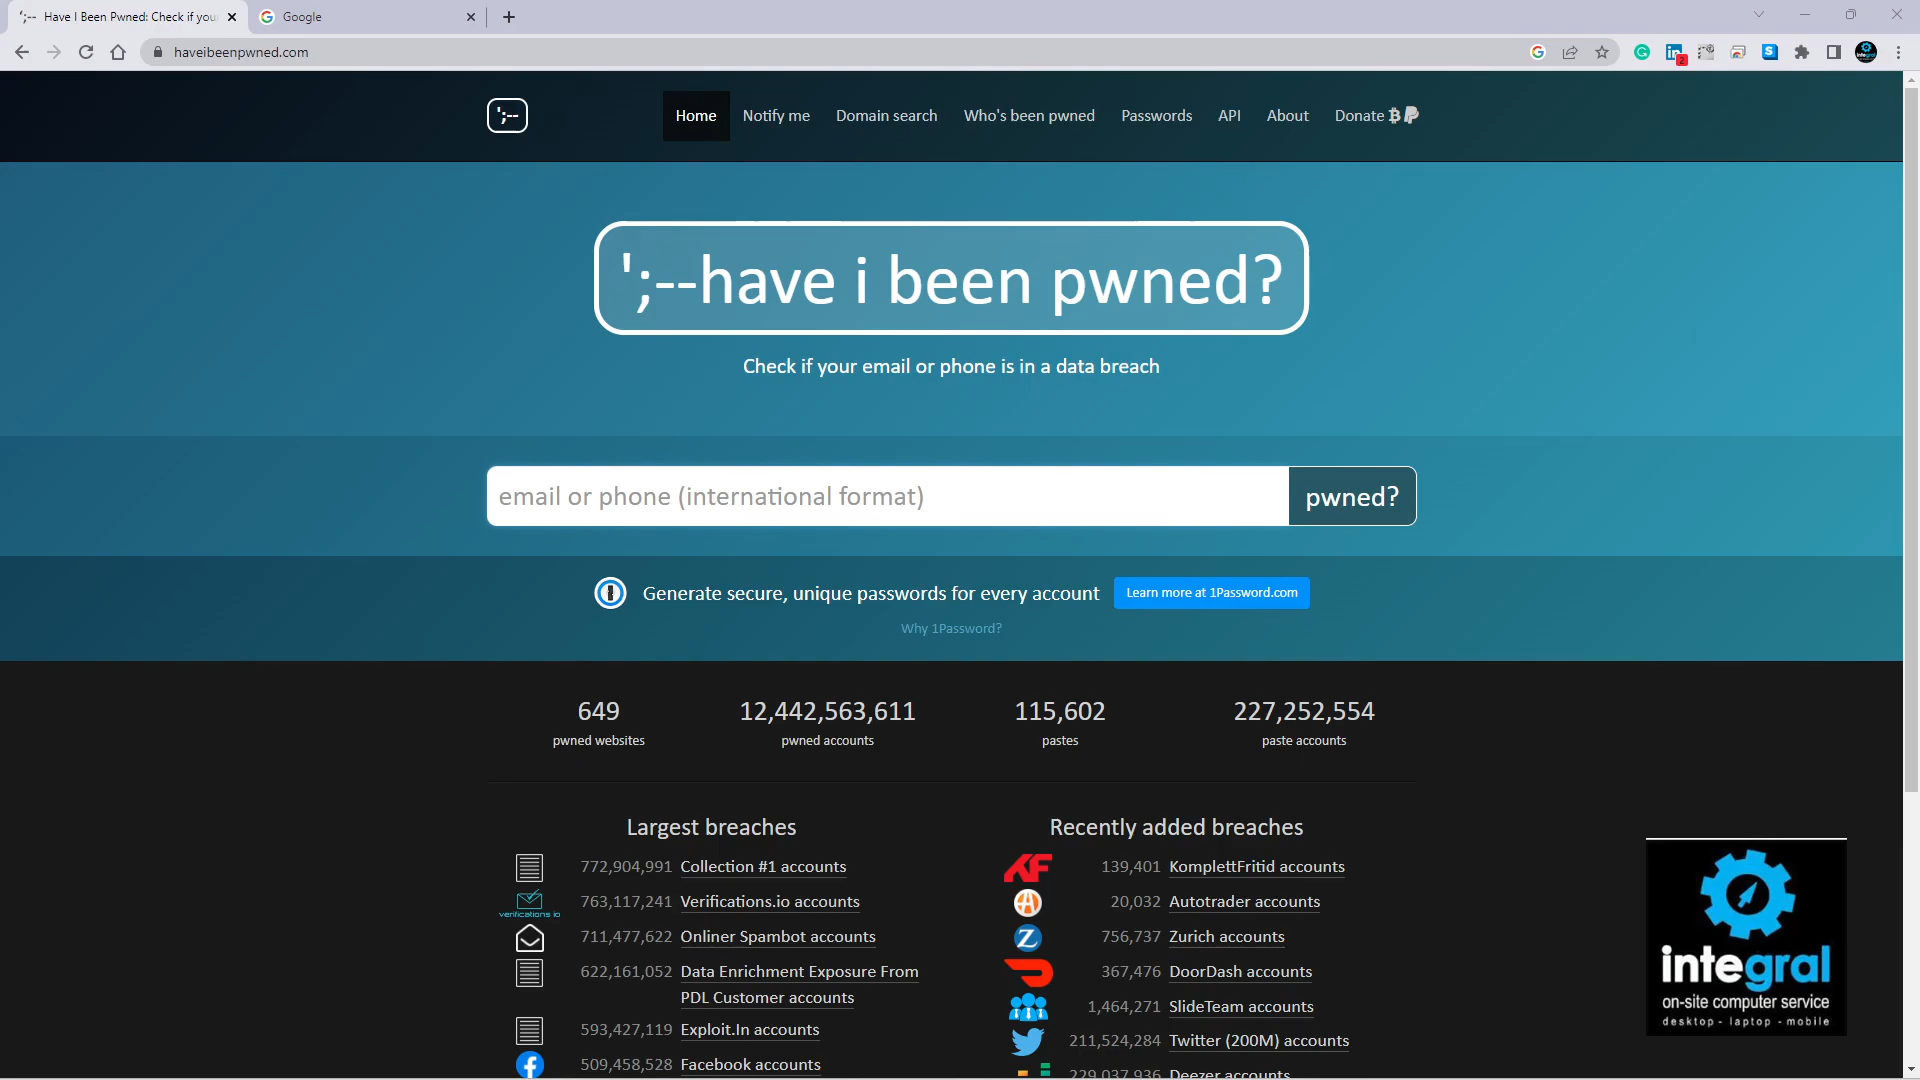 ';-- Have I Been Pwned: Check if you
Google
haveibeenpwned.com
2
';--
Home
Notify me
Domain search
Who's been pwned
Passwords
API
About
Donate
';--have i been pwned?
Check if your email or phone is in a data breach
email or phone (international format)
pwned?
Generate secure, unique passwords for every account
Learn more at 1Password.com
Why 1Password?
649
12,442,563,611
115,602
227,252,554
pwned websites
pwned accounts
pastes
paste accounts
Largest breaches
772,904,991 Collection #1 accounts
verifications io
763,117,241 Verifications.io accounts
711,477,622 Onliner Spambot accounts
622,161,052 Data Enrichment Exposure From
PDL Customer accounts
593,427,119 Exploit.In accounts
509,458,528 Facebook accounts
Recently added breaches
KF 139,401 KomplettFritid accounts
20,032 Autotrader accounts
Z 756,737 Zurich accounts
367,476 DoorDash accounts
1,464,271 SlideTeam accounts
211,524,284 Twitter (200M) accounts
229,037,936 Deezer accounts
integral
on-site computer service
desktop - laptop - mobile